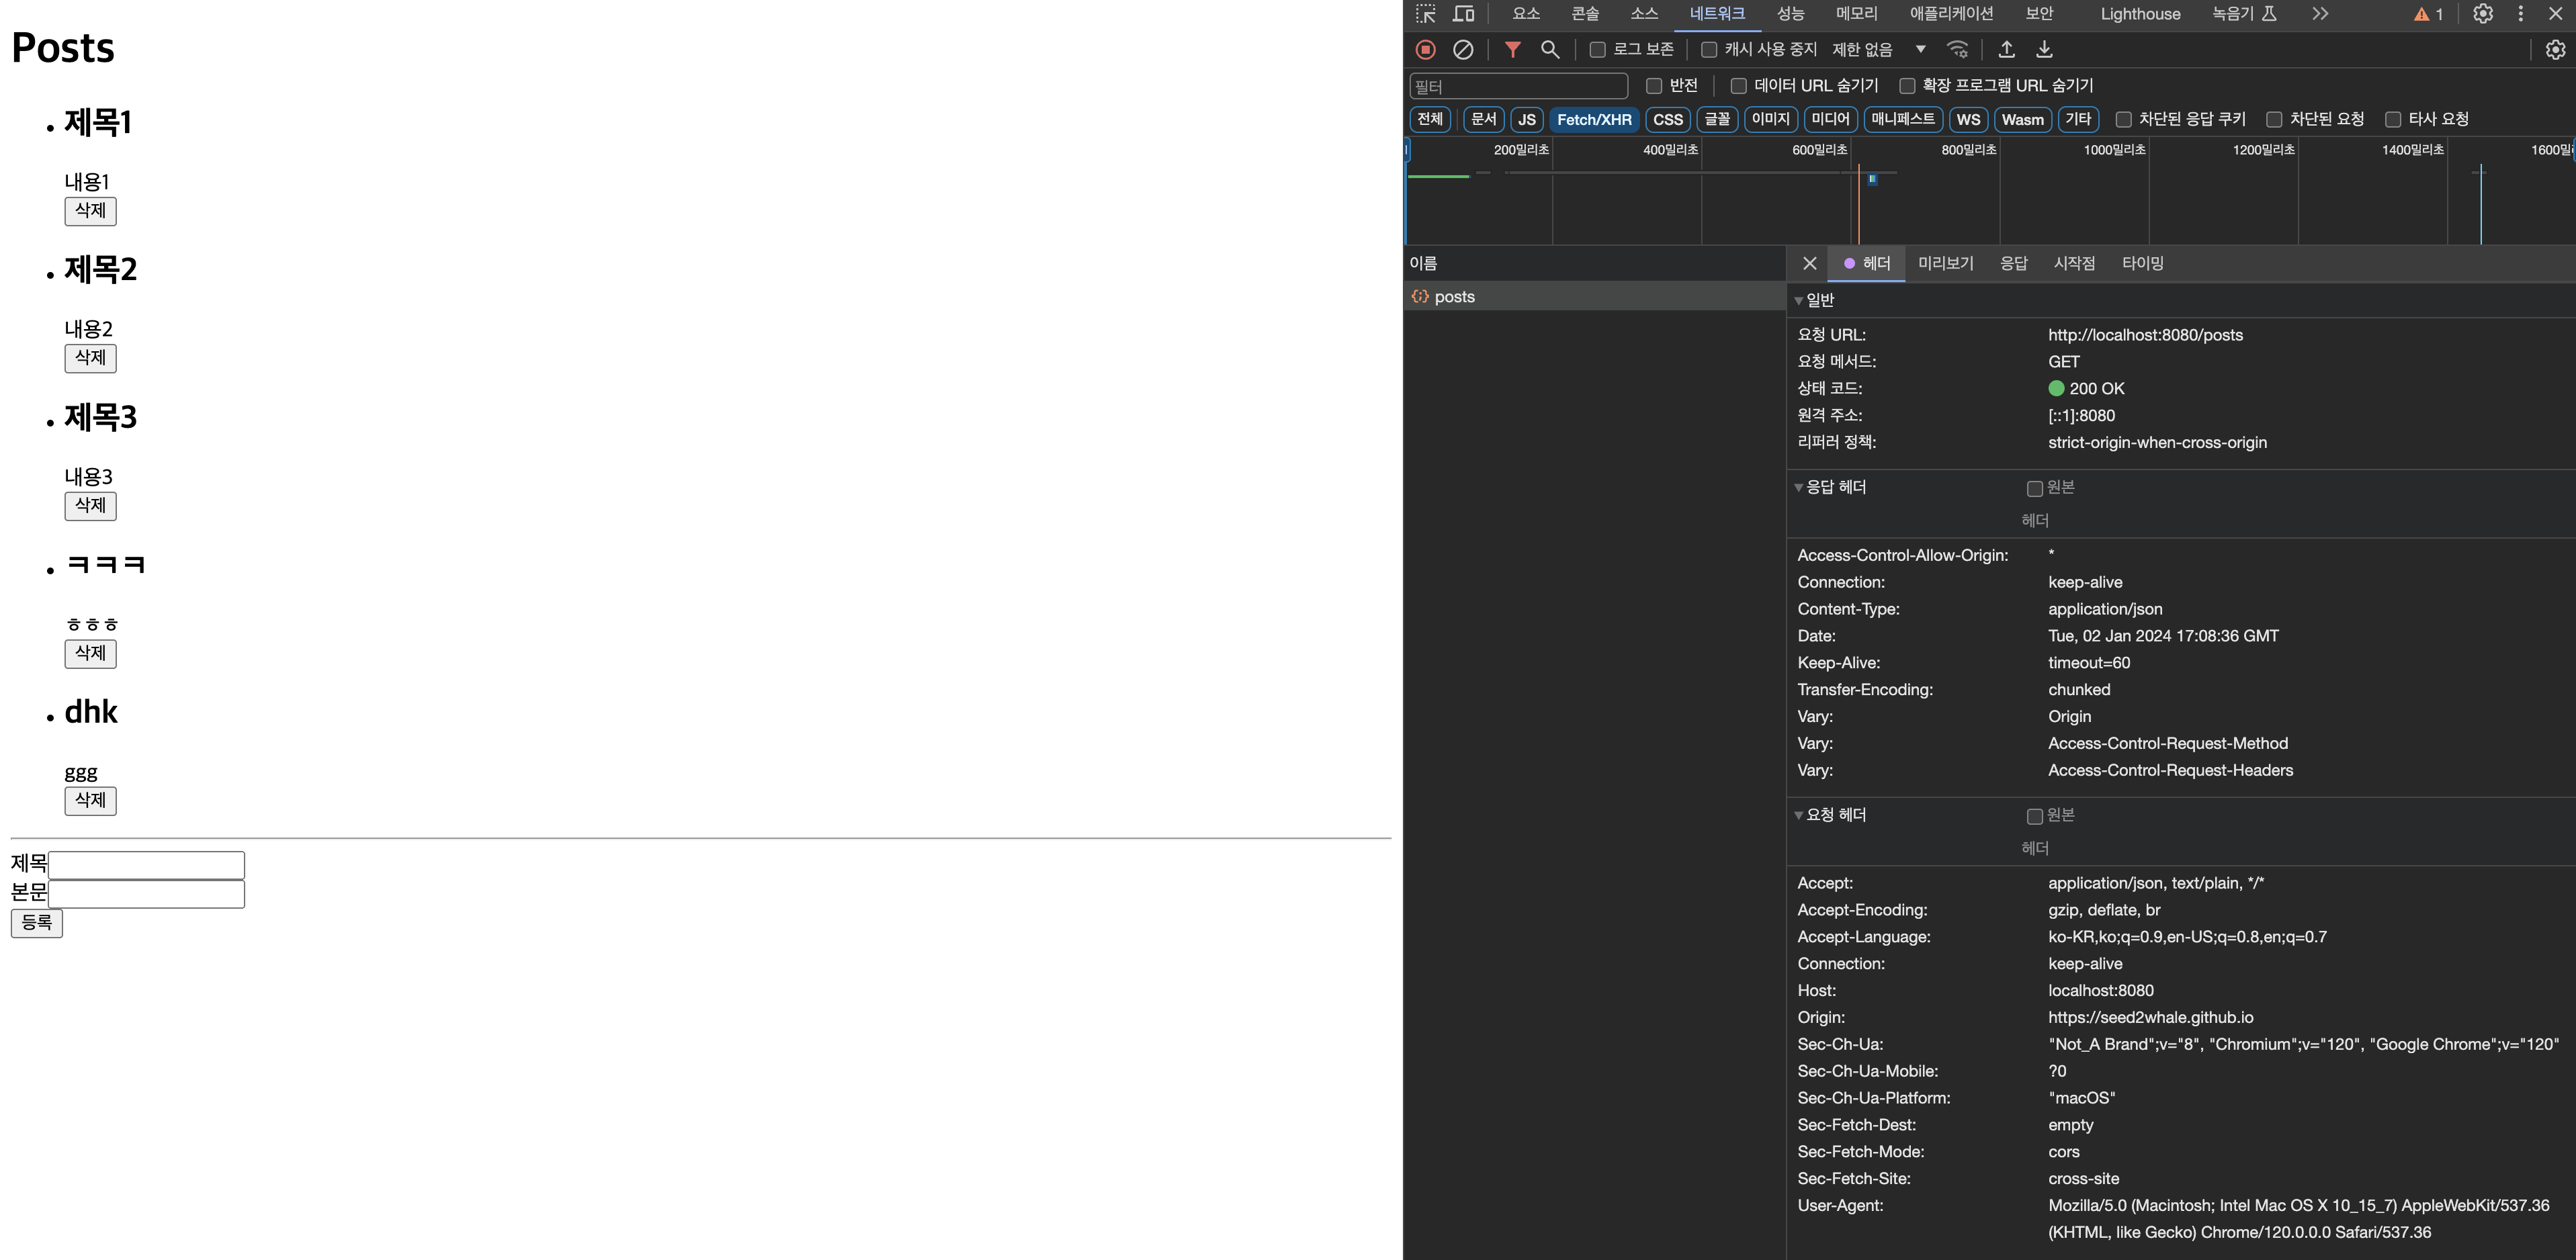 Posts
제목1
내용1
삭제
제목2
내용2
삭제
제목3
내용3
삭제
ㅋㅋㅋ
ㅎㅎㅎ
삭제
dhk
ggg
삭제
제목
본문
등록
요소 콘솔 소스 네트워크 성능 메모리 애플리케이션 보안 Lighthouse 녹음기 1
로그 보존 캐시 사용 중지 제한 없음
필터 반전 데이터 URL 숨기기 확장 프로그램 URL 숨기기
전체 문서 JS Fetch/XHR CSS 글꼴 이미지 미디어 매니페스트 WS Wasm 기타 차단된 응답 쿠키 차단된 요청 타사 요청
200밀리초 400밀리초 600밀리초 800밀리초 1000밀리초 1200밀리초 1400밀리초 1600밀
이름
posts
헤더 미리보기 응답 시작점 타이밍
일반
요청 URL: http://localhost:8080/posts
요청 메서드: GET
상태 코드: 200 OK
원격 주소: [::1]:8080
리퍼러 정책: strict-origin-when-cross-origin
응답 헤더 원본
헤더
Access-Control-Allow-Origin: *
Connection: keep-alive
Content-Type: application/json
Date: Tue, 02 Jan 2024 17:08:36 GMT
Keep-Alive: timeout=60
Transfer-Encoding: chunked
Vary: Origin
Vary: Access-Control-Request-Method
Vary: Access-Control-Request-Headers
요청 헤더 원본
헤더
Accept: application/json, text/plain, */*
Accept-Encoding: gzip, deflate, br
Accept-Language: ko-KR,ko;q=0.9,en-US;q=0.8,en;q=0.7
Connection: keep-alive
Host: localhost:8080
Origin: https://seed2whale.github.io
Sec-Ch-Ua: "Not_A Brand";v="8", "Chromium";v="120", "Google Chrome";v="120"
Sec-Ch-Ua-Mobile: ?0
Sec-Ch-Ua-Platform: "macOS"
Sec-Fetch-Dest: empty
Sec-Fetch-Mode: cors
Sec-Fetch-Site: cross-site
User-Agent: Mozilla/5.0 (Macintosh; Intel Mac OS X 10_15_7) AppleWebKit/537.36
(KHTML, like Gecko) Chrome/120.0.0.0 Safari/537.36